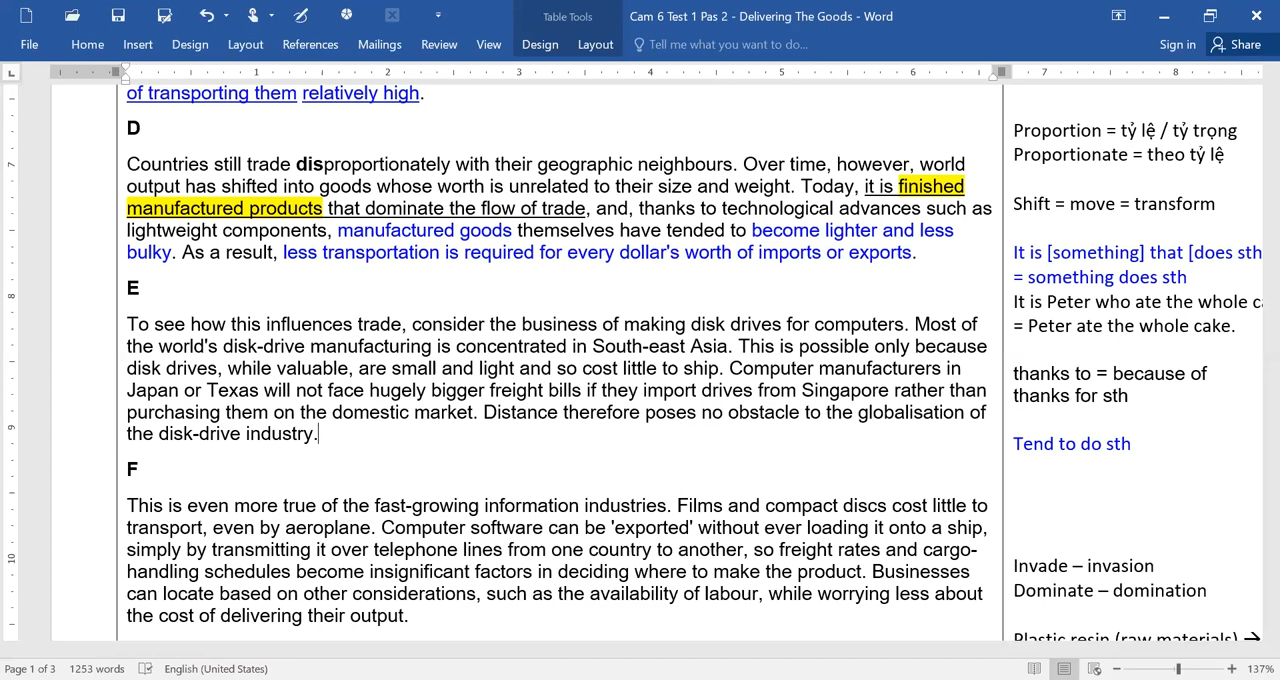 Table Tools
Cam 6 Test 1 Pas 2 - Delivering The Goods - Word
File Home Insert Design Layout References Mailings Review View Design Layout Tell me what you want to do... Sign in Share
1 2 3 4 5 6 7 8
of transporting them relatively high.
D
Countries still trade disproportionately with their geographic neighbours. Over time, however, world
output has shifted into goods whose worth is unrelated to their size and weight. Today, it is finished
manufactured products that dominate the flow of trade, and, thanks to technological advances such as
lightweight components, manufactured goods themselves have tended to become lighter and less
bulky. As a result, less transportation is required for every dollar's worth of imports or exports.
E
To see how this influences trade, consider the business of making disk drives for computers. Most of
the world's disk-drive manufacturing is concentrated in South-east Asia. This is possible only because
disk drives, while valuable, are small and light and so cost little to ship. Computer manufacturers in
Japan or Texas will not face hugely bigger freight bills if they import drives from Singapore rather than
purchasing them on the domestic market. Distance therefore poses no obstacle to the globalisation of
the disk-drive industry.
F
This is even more true of the fast-growing information industries. Films and compact discs cost little to
transport, even by aeroplane. Computer software can be 'exported' without ever loading it onto a ship,
simply by transmitting it over telephone lines from one country to another, so freight rates and cargo-
handling schedules become insignificant factors in deciding where to make the product. Businesses
can locate based on other considerations, such as the availability of labour, while worrying less about
the cost of delivering their output.
Proportion = tỷ lệ / tỷ trọng
Proportionate = theo tỷ lệ
Shift = move = transform
It is [something] that [does sth
= something does sth
It is Peter who ate the whole ca
= Peter ate the whole cake.
thanks to = because of
thanks for sth
Tend to do sth
Invade – invasion
Dominate – domination
Plastic resin (raw materials) →
7
8
9
10
Page 1 of 3 1253 words English (United States) 137%